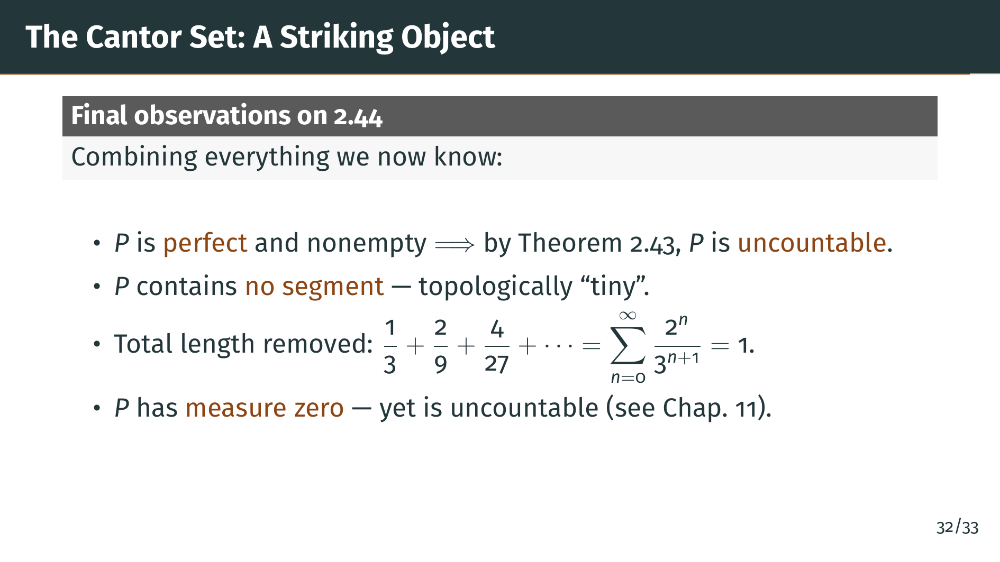 The Cantor Set: A Striking Object
Final observations on 2.44
Combining everything we now know:
• P is perfect and nonempty ⟹ by Theorem 2.43, P is uncountable.
• P contains no segment — topologically “tiny”.
• Total length removed: \frac{1}{3} + \frac{2}{9} + \frac{4}{27} + ⋯ = \sum_{n=0}^{∞} \frac{2^n}{3^{n+1}} = 1.
• P has measure zero — yet is uncountable (see Chap. 11).
32/33